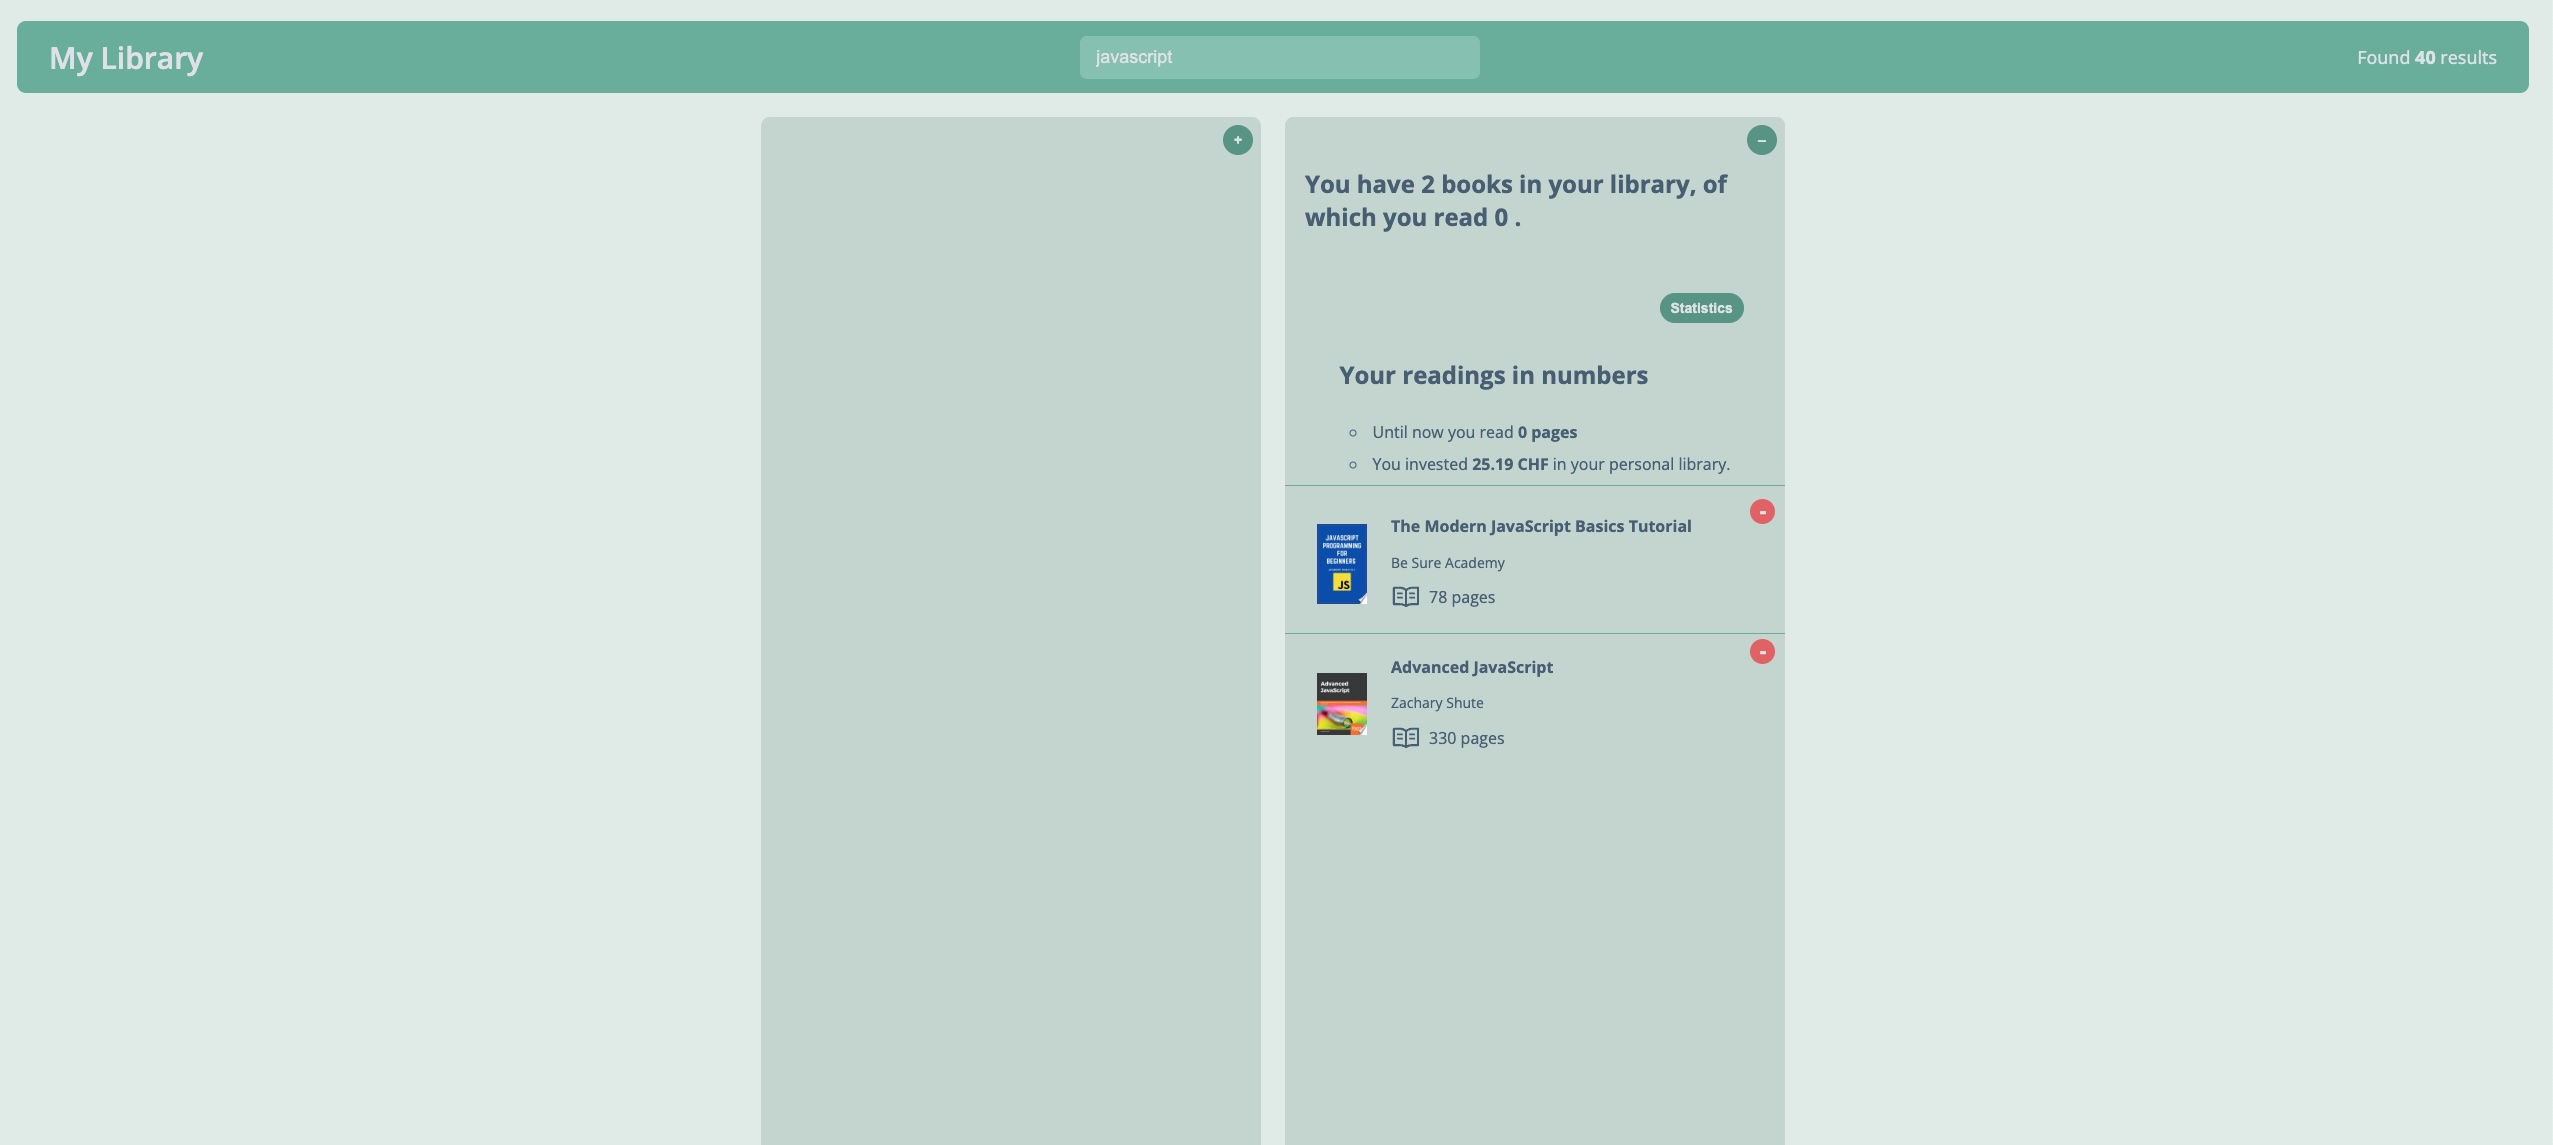 My Library
javascript
Found 40 results
+
–
You have 2 books in your library, of
which you read 0 .
Statistics
Your readings in numbers
Until now you read 0 pages
You invested 25.19 CHF in your personal library.
-
The Modern JavaScript Basics Tutorial
Be Sure Academy
78 pages
JAVASCRIPT
PROGRAMMING
FOR
BEGINNERS
JS
-
Advanced JavaScript
Zachary Shute
330 pages
Advanced
JavaScript